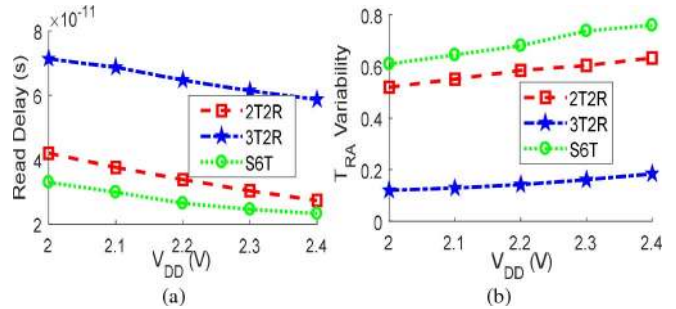 ×10⁻¹¹
8
6
4
2
Read Delay (s)
2T2R
3T2R
S6T
2 2.1 2.2 2.3 2.4
V_DD (V)
(a)
0.8
0.6
0.4
0.2
0
T_RA Variability
2T2R
3T2R
S6T
2 2.1 2.2 2.3 2.4
V_DD (V)
(b)